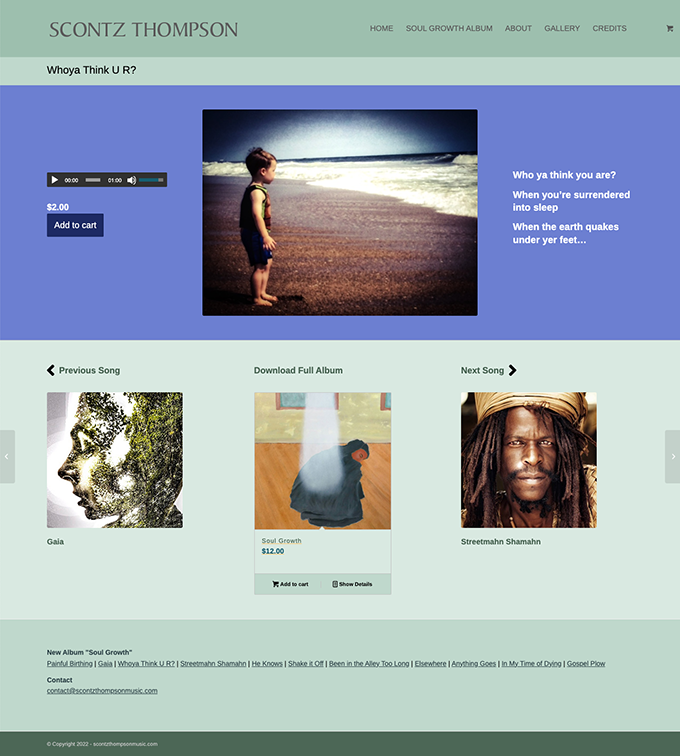 SCONTZ THOMPSON
HOME SOUL GROWTH ALBUM ABOUT GALLERY CREDITS
Whoya Think U R?
00:00 01:00
$2.00
Add to cart
Who ya think you are?
When you're surrendered
into sleep
When the earth quakes
under yer feet…
Previous Song
Download Full Album
Next Song
Gaia
Soul Growth
$12.00
Add to cart Show Details
Streetmahn Shamahn
New Album "Soul Growth"
Painful Birthing | Gaia | Whoya Think U R? | Streetmahn Shamahn | He Knows | Shake it Off | Been in the Alley Too Long | Elsewhere | Anything Goes | In My Time of Dying | Gospel Plow
Contact
contact@scontzthompsonmusic.com
© Copyright 2022 - scontzthompson.com